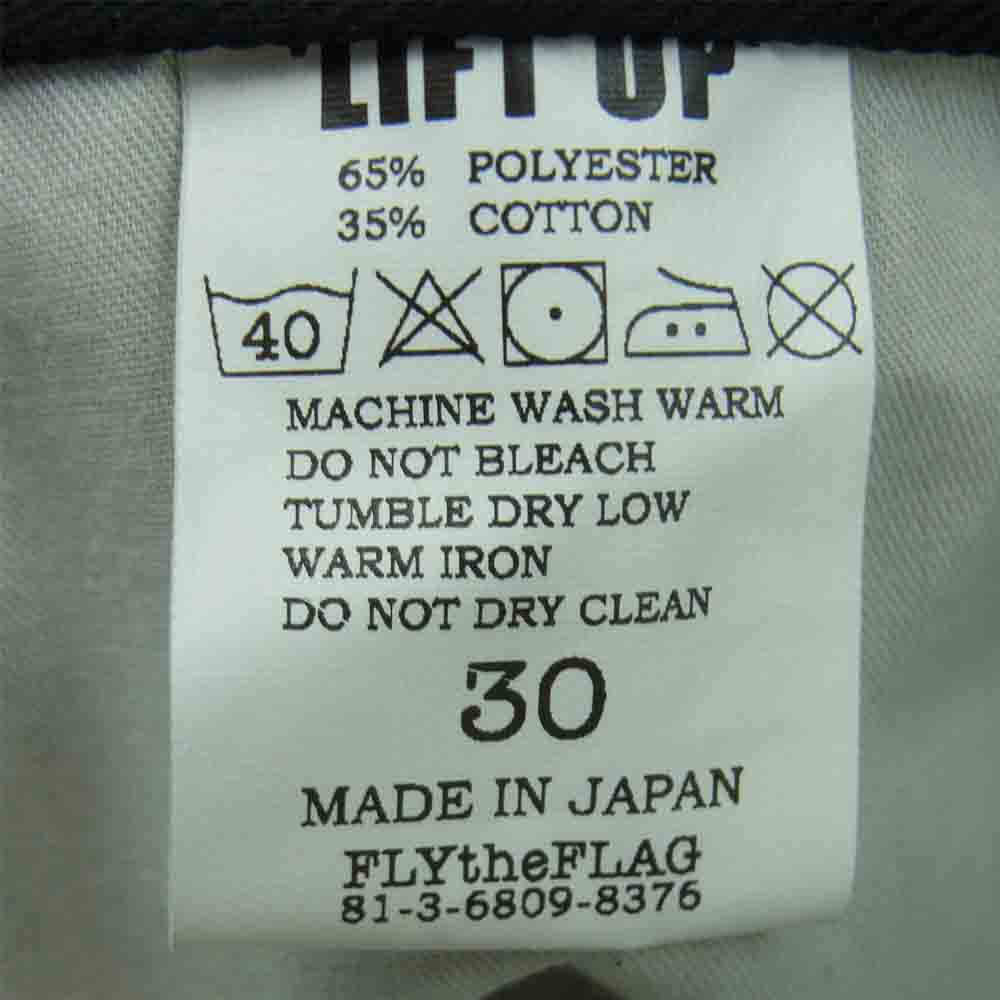 LIFT UP
65% POLYESTER
35% COTTON
40
MACHINE WASH WARM
DO NOT BLEACH
TUMBLE DRY LOW
WARM IRON
DO NOT DRY CLEAN
30
MADE IN JAPAN
FLYtheFLAG
81-3-6809-8376